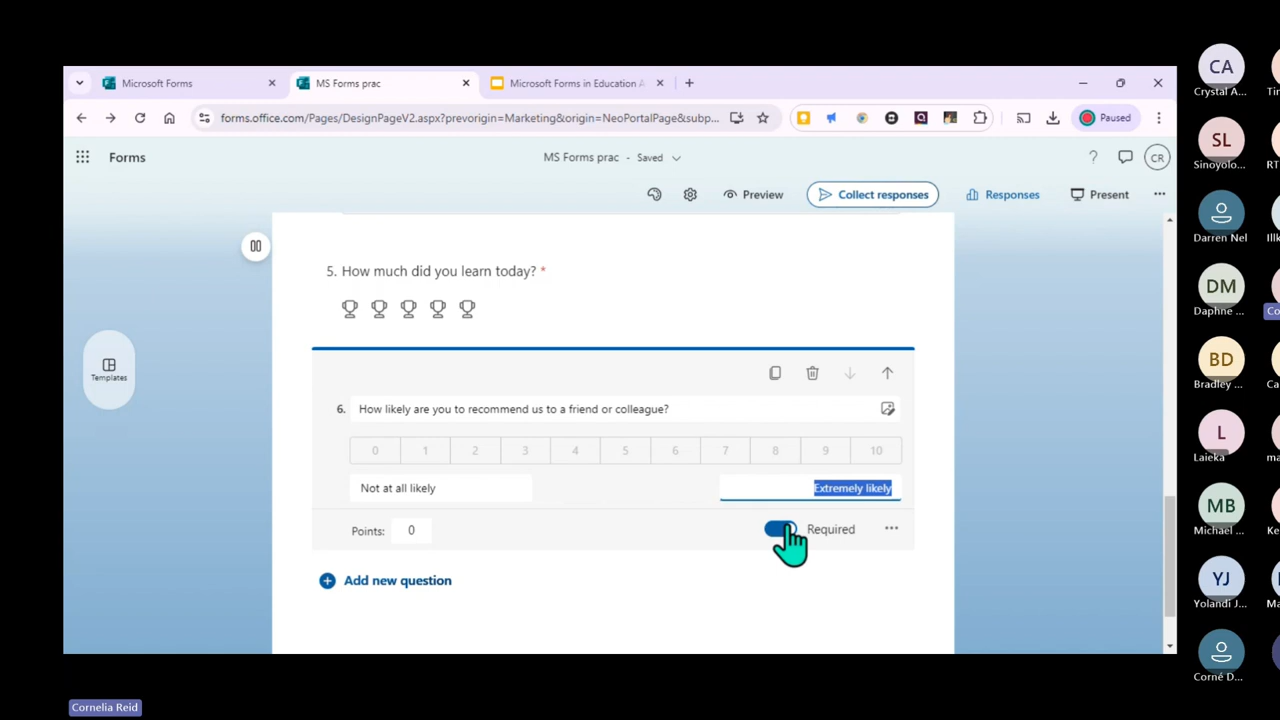 Microsoft Forms
MS Forms prac
Microsoft Forms in Education A
forms.office.com/Pages/DesignPageV2.aspx?prevorigin=Marketing&origin=NeoPortalPage&subp...
Paused
Forms
MS Forms prac - Saved
? CR
Preview
Collect responses
Responses
Present
5. How much did you learn today? *
Templates
6. How likely are you to recommend us to a friend or colleague?
0 1 2 3 4 5 6 7 8 9 10
Not at all likely
Extremely likely
Points: 0
Required
Add new question
Cornelia Reid
CA
Crystal A...
SL
Sinoyolo...
Darren Nel
DM
Daphne ...
BD
Bradley ...
L
Laieka
MB
Michael ...
YJ
Yolandi J...
Corné D...
RT